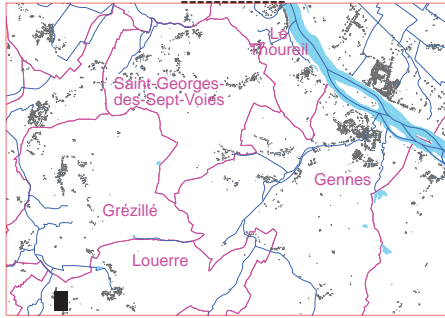 Le
Thoureil
Saint-Georges-
des-Sept-Voies
Gennes
Grézillé
Louerre